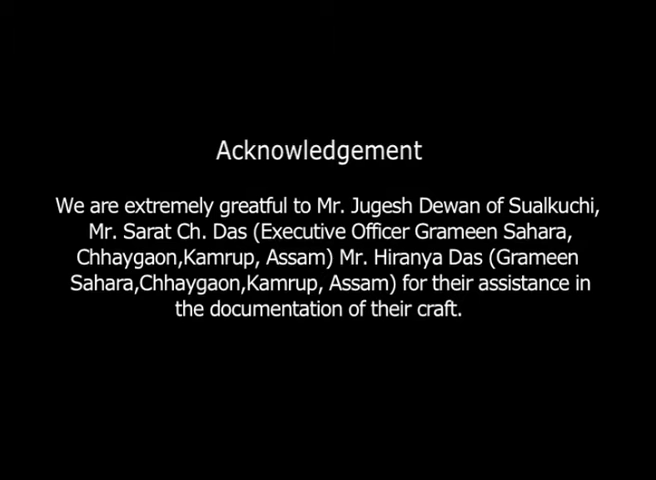 Acknowledgement
We are extremely greatful to Mr. Jugesh Dewan of Sualkuchi,
Mr. Sarat Ch. Das (Executive Officer Grameen Sahara,
Chhaygaon,Kamrup, Assam) Mr. Hiranya Das (Grameen
Sahara,Chhaygaon,Kamrup, Assam) for their assistance in
the documentation of their craft.